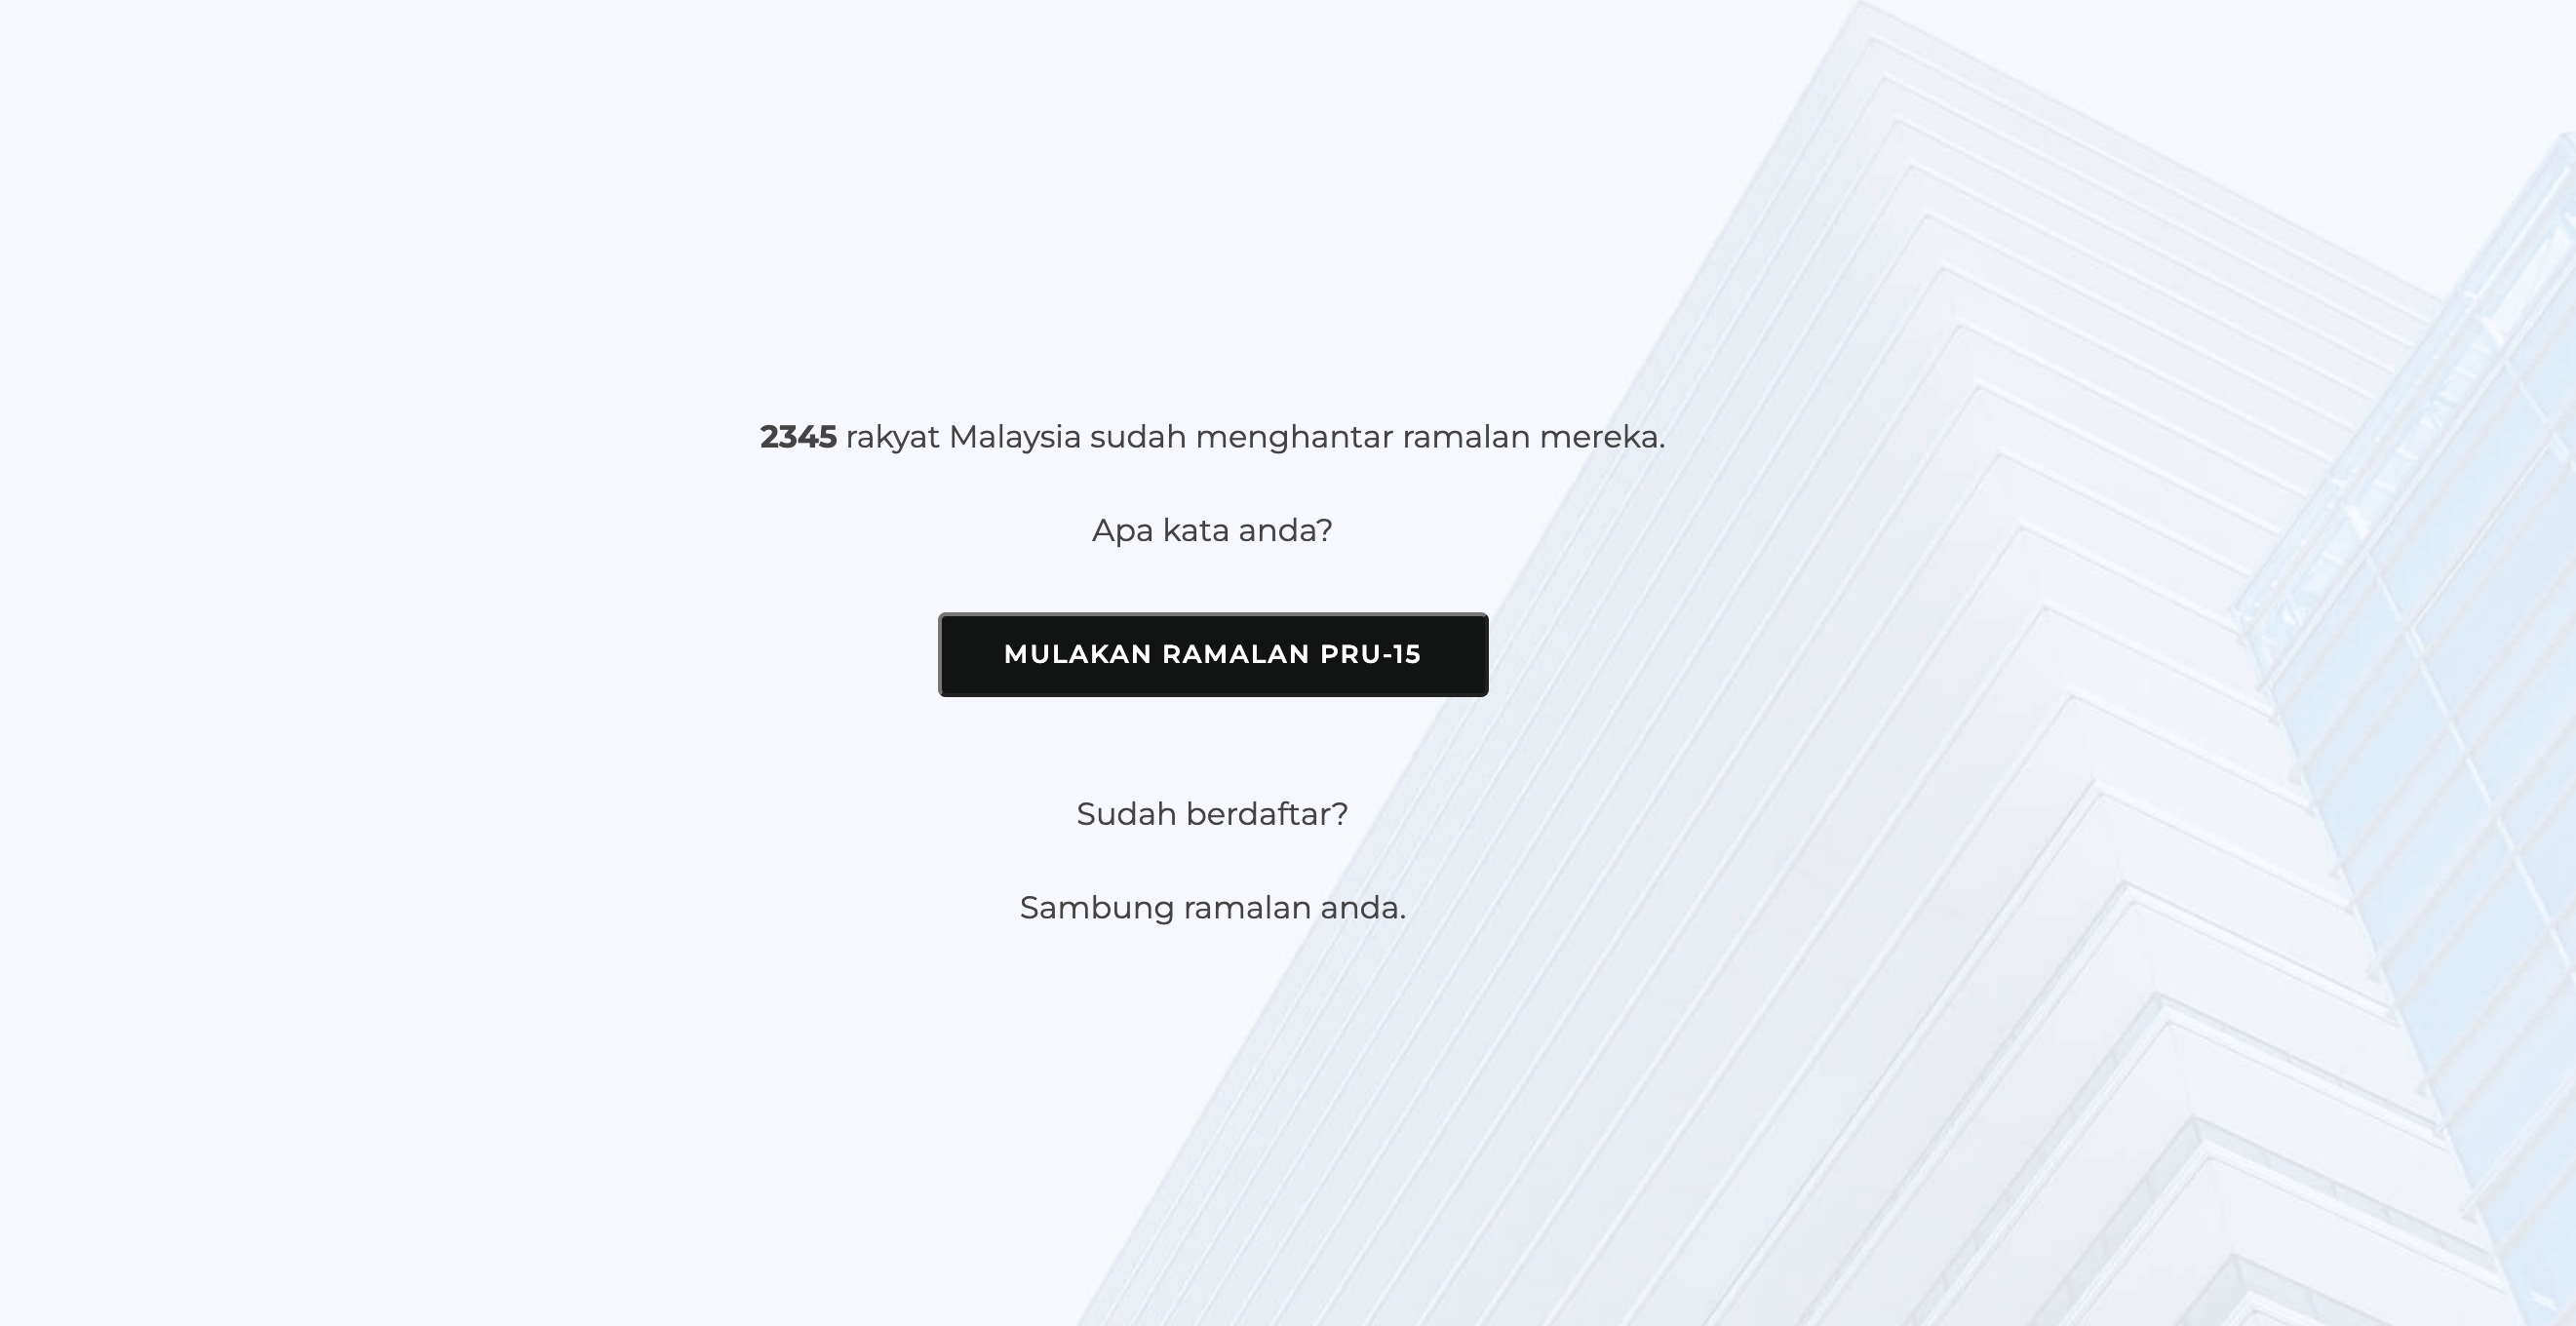 2345 rakyat Malaysia sudah menghantar ramalan mereka.
Apa kata anda?
MULAKAN RAMALAN PRU-15
Sudah berdaftar?
Sambung ramalan anda.